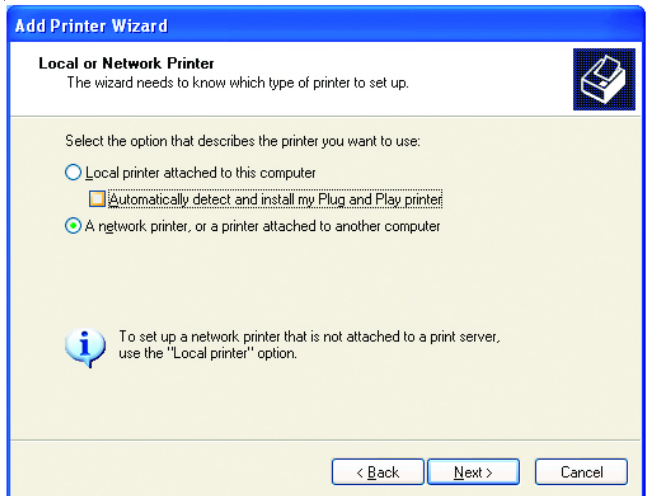 Add Printer Wizard
Local or Network Printer
The wizard needs to know which type of printer to set up.
Select the option that describes the printer you want to use:
Local printer attached to this computer
Automatically detect and install my Plug and Play printer
A network printer, or a printer attached to another computer
To set up a network printer that is not attached to a print server,
use the "Local printer" option.
< Back
Next >
Cancel